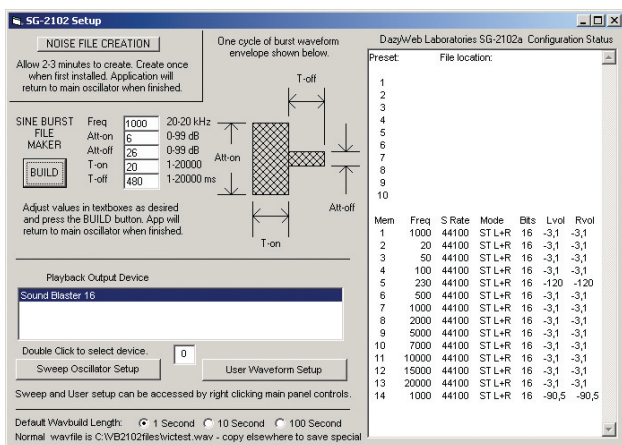 SG-2102 Setup
NOISE FILE CREATION
Allow 2-3 minutes to create. Create once
when first installed. Application will
return to main oscillator when finished.
One cycle of burst waveform
envelope shown below.
T-off
SINE BURST
FILE
MAKER
BUILD
Freq 1000 20-20 kHz
Att-on 6 0-99 dB
Att-off 26 0-99 dB
T-on 20 1-20000
T-off 480 1-20000 ms
Att-on
Att-off
T-on
Adjust values in textboxes as desired
and press the BUILD button. App will
return to main oscillator when finished.
Playback Output Device
Sound Blaster 16
Double Click to select device. 0
Sweep Oscillator Setup
User Waveform Setup
Sweep and User setup can be accessed by right clicking main panel controls.
Default Wavbuild Length: 1 Second 10 Second 100 Second
Normal wavfile is C:\VB2102files\victest.wav - copy elsewhere to save special
DazyWeb Laboratories SG-2102a Configuration Status
Preset: File location:
1
2
3
4
5
6
7
8
9
10
Mem Freq S Rate Mode Bits Lvol Rvol
1 1000 44100 ST L+R 16 -3,1 -3,1
2 20 44100 ST L+R 16 -3,1 -3,1
3 50 44100 ST L+R 16 -3,1 -3,1
4 100 44100 ST L+R 16 -3,1 -3,1
5 230 44100 ST L+R 16 -120 -120
6 500 44100 ST L+R 16 -3,1 -3,1
7 1000 44100 ST L+R 16 -3,1 -3,1
8 2000 44100 ST L+R 16 -3,1 -3,1
9 5000 44100 ST L+R 16 -3,1 -3,1
10 7000 44100 ST L+R 16 -3,1 -3,1
11 10000 44100 ST L+R 16 -3,1 -3,1
12 15000 44100 ST L+R 16 -3,1 -3,1
13 20000 44100 ST L+R 16 -3,1 -3,1
14 1000 44100 ST L+R 16 -90,5 -90,5